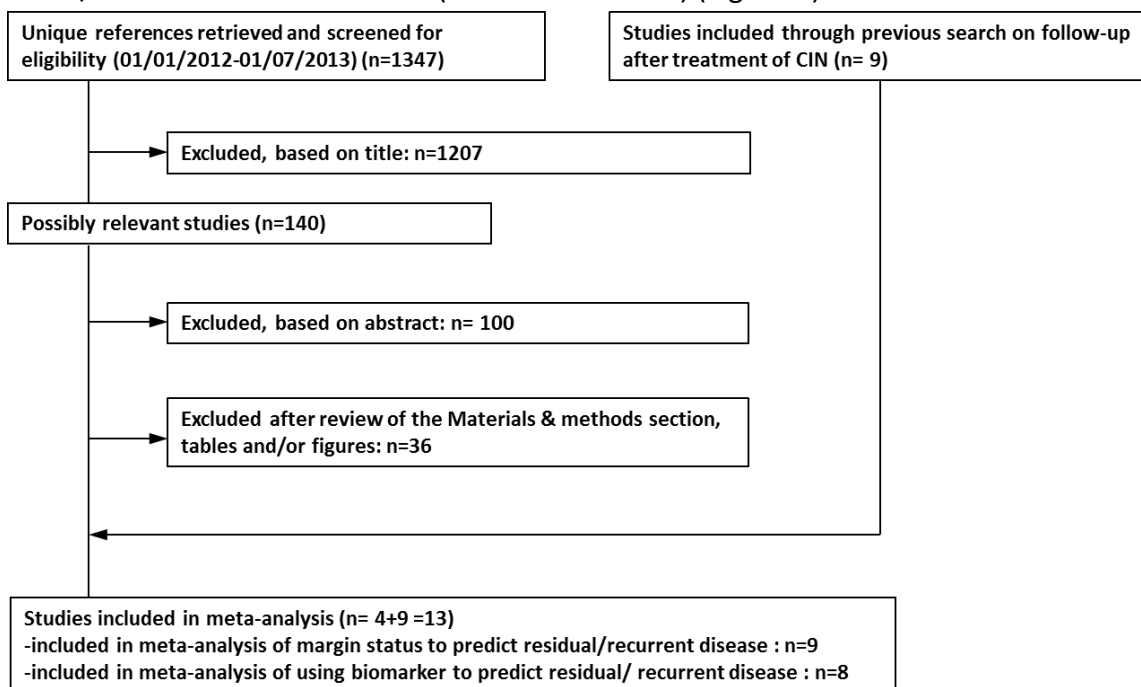 Unique references retrieved and screened for
eligibility (01/01/2012-01/07/2013) (n=1347)
Studies included through previous search on follow-up
after treatment of CIN (n= 9)
Excluded, based on title: n=1207
Possibly relevant studies (n=140)
Excluded, based on abstract: n= 100
Excluded after review of the Materials & methods section,
tables and/or figures: n=36
Studies included in meta-analysis (n= 4+9 =13)
-included in meta-analysis of margin status to predict residual/recurrent disease : n=9
-included in meta-analysis of using biomarker to predict residual/ recurrent disease : n=8